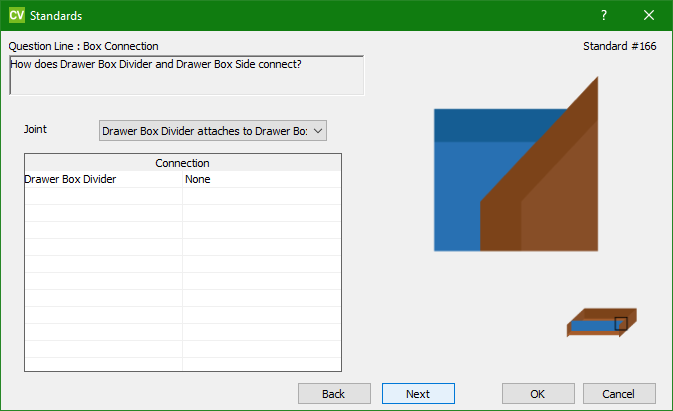 CV Standards
Question Line : Box Connection
Standard #166
How does Drawer Box Divider and Drawer Box Side connect?
Joint
Drawer Box Divider attaches to Drawer Bo
Connection
Drawer Box Divider None
Back Next OK Cancel